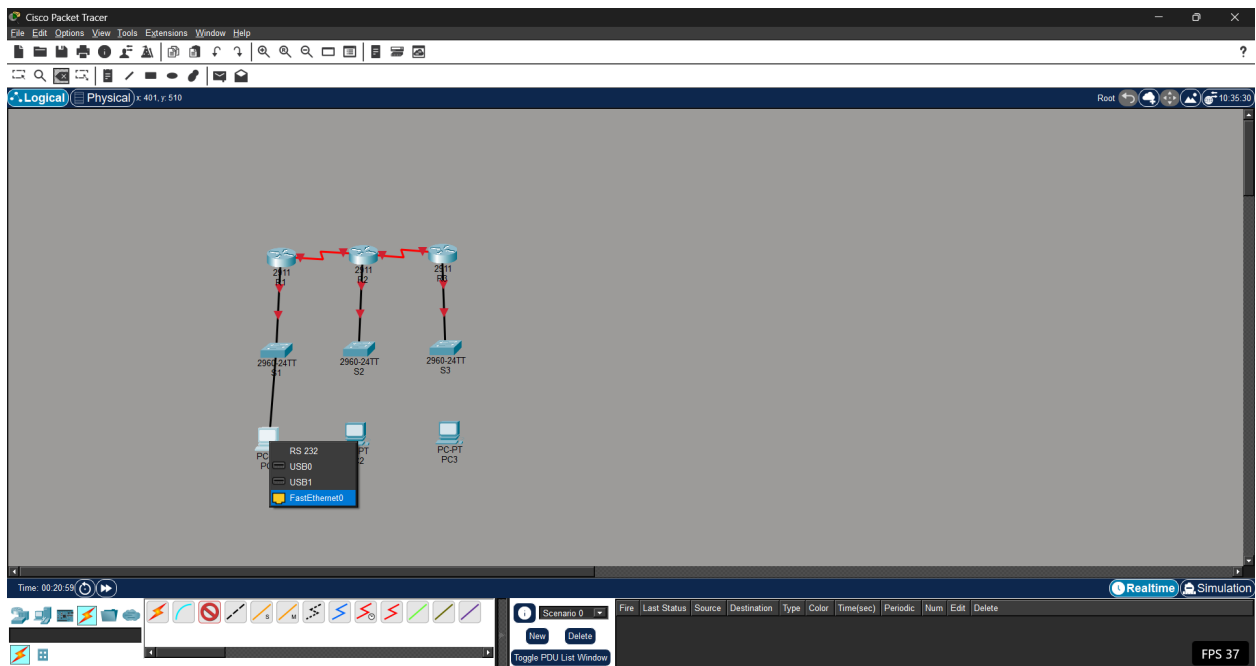 Cisco Packet Tracer
File Edit Options View Tools Extensions Window Help
?
Logical Physical x: 401, y: 510
Root 10:35:30
2911
R1
2911
R2
2911
R3
2960-24TT
S1
2960-24TT
S2
2960-24TT
S3
PC-PT
PC3
RS 232
USB0
USB1
FastEthernet0
Time: 00:20:59
Realtime Simulation
Scenario 0
New Delete
Toggle PDU List Window
Fire Last Status Source Destination Type Color Time(sec) Periodic Num Edit Delete
FPS 37